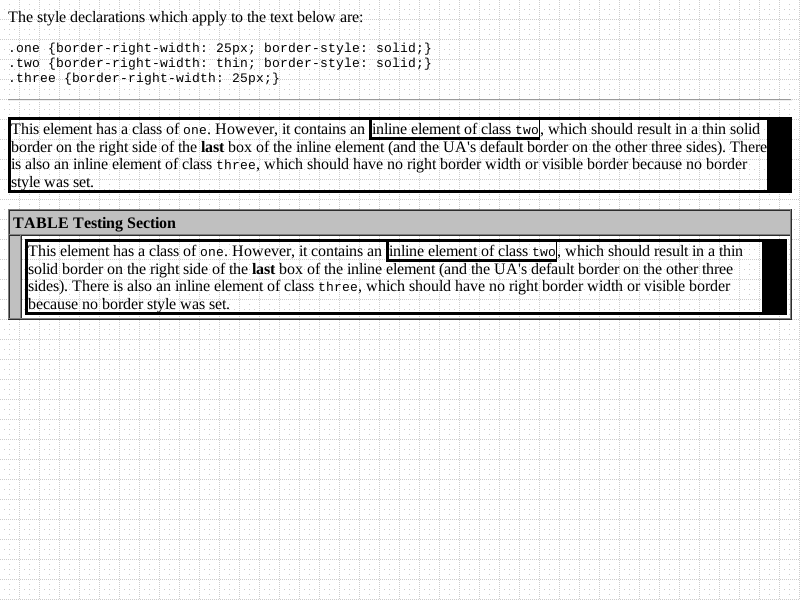 The style declarations which apply to the text below are:
.one {border-right-width: 25px; border-style: solid;}
.two {border-right-width: thin; border-style: solid;}
.three {border-right-width: 25px;}
This element has a class of one. However, it contains an inline element of class two, which should result in a thin solid
border on the right side of the last box of the inline element (and the UA's default border on the other three sides). There
is also an inline element of class three, which should have no right border width or visible border because no border
style was set.
TABLE Testing Section
This element has a class of one. However, it contains an inline element of class two, which should result in a thin
solid border on the right side of the last box of the inline element (and the UA's default border on the other three
sides). There is also an inline element of class three, which should have no right border width or visible border
because no border style was set.